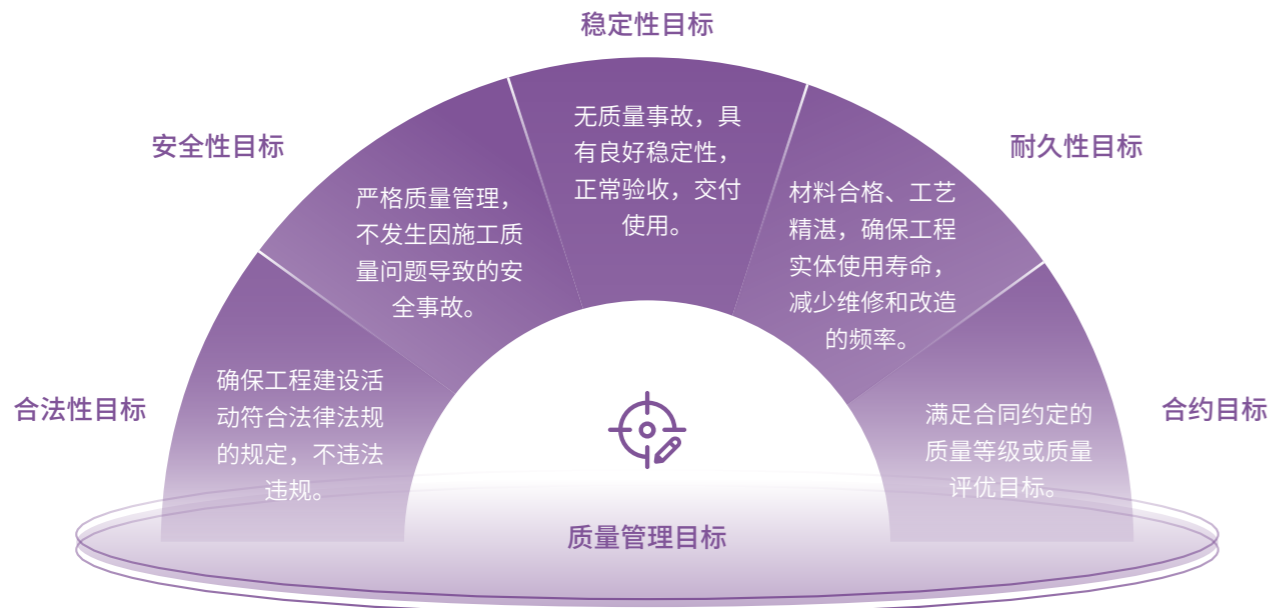 稳定性目标
无质量事故，具
有良好稳定性，
正常验收，交付
使用。
安全性目标
严格质量管理，
不发生因施工质
量问题导致的安
全事故。
耐久性目标
材料合格、工艺
精湛，确保工程
实体使用寿命，
减少维修和改造
的频率。
合法性目标
确保工程建设活
动符合法律法规
的规定，不违法
违规。
合约目标
满足合同约定的
质量等级或质量
评优目标。
质量管理目标